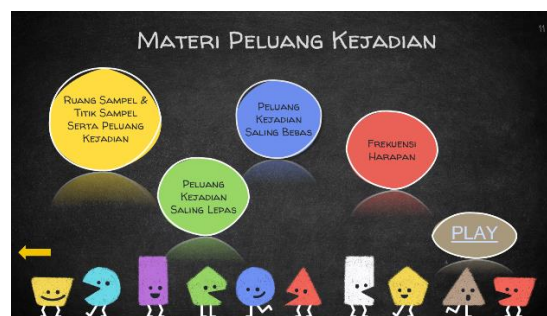 11
Materi Peluang Kejadian
Ruang Sampel &
Titik Sampel
Serta Peluang
Kejadian
Peluang
Kejadian
Saling Lepas
Peluang
Kejadian
Saling Bebas
Frekuensi
Harapan
PLAY